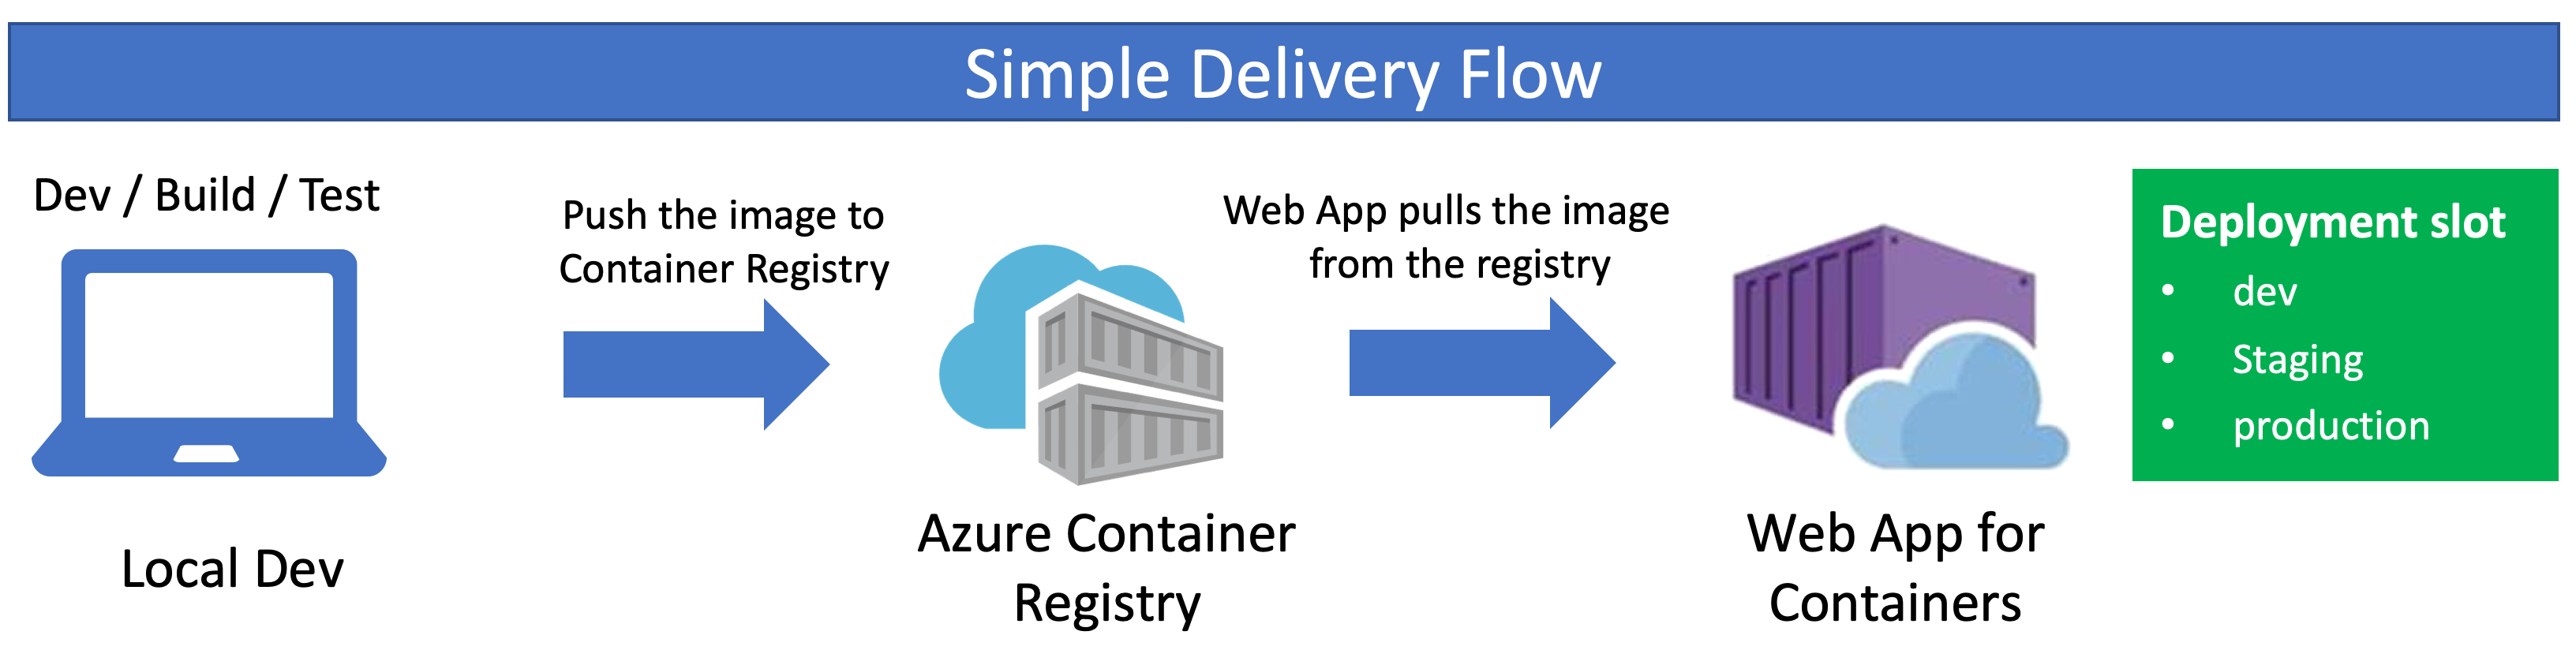 Simple Delivery Flow
Dev / Build / Test
Push the image to
Container Registry
Web App pulls the image
from the registry
Deployment slot
• dev
• Staging
• production
Local Dev
Azure Container
Registry
Web App for
Containers